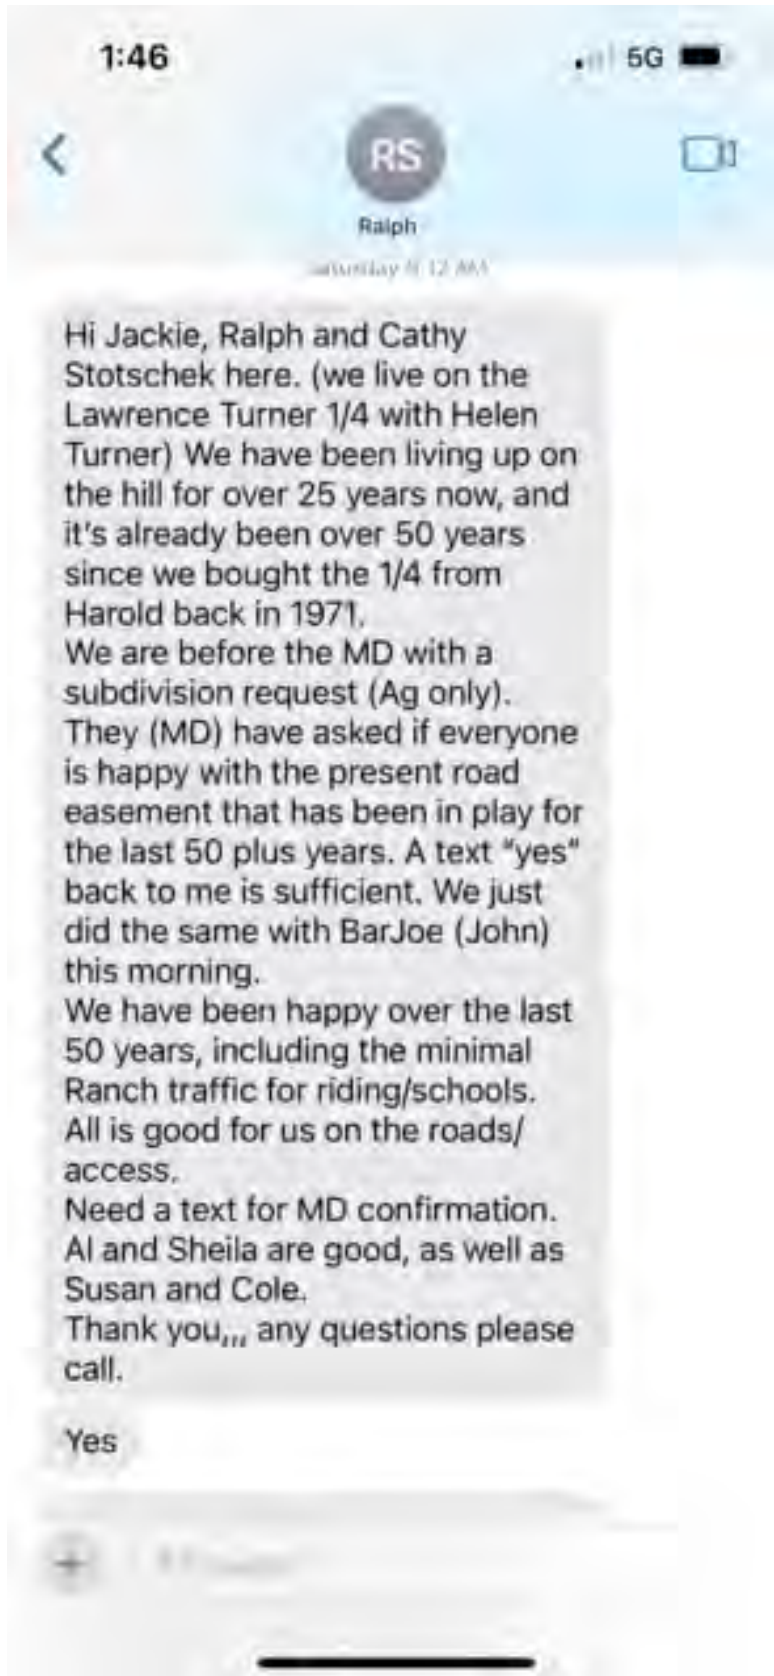 1:46
5G
RS
Ralph
Saturday 12 AM
Hi Jackie, Ralph and Cathy
Stotschek here. (we live on the
Lawrence Turner 1/4 with Helen
Turner) We have been living up on
the hill for over 25 years now, and
it's already been over 50 years
since we bought the 1/4 from
Harold back in 1971.
We are before the MD with a
subdivision request (Ag only).
They (MD) have asked if everyone
is happy with the present road
easement that has been in play for
the last 50 plus years. A text "yes"
back to me is sufficient. We just
did the same with BarJoe (John)
this morning.
We have been happy over the last
50 years, including the minimal
Ranch traffic for riding/schools.
All is good for us on the roads/
access.
Need a text for MD confirmation.
Al and Sheila are good, as well as
Susan and Cole.
Thank you,,, any questions please
call.
Yes